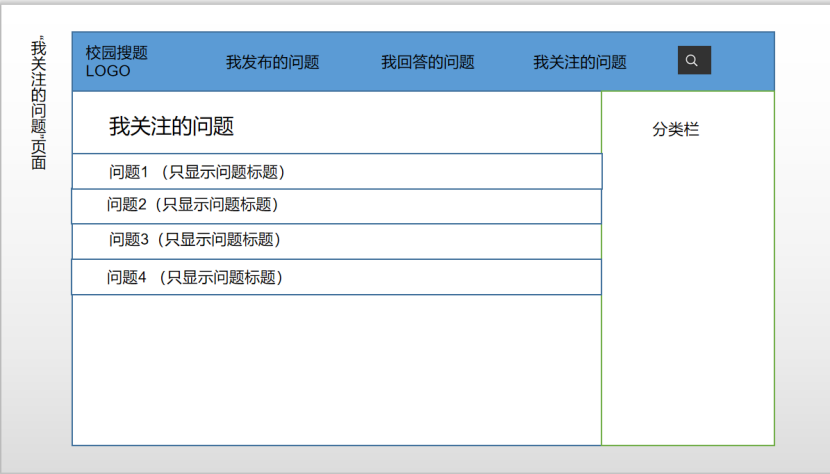 “我关注的问题”页面
校园搜题
LOGO
我发布的问题
我回答的问题
我关注的问题
我关注的问题
分类栏
问题1 （只显示问题标题）
问题2（只显示问题标题）
问题3（只显示问题标题）
问题4 （只显示问题标题）